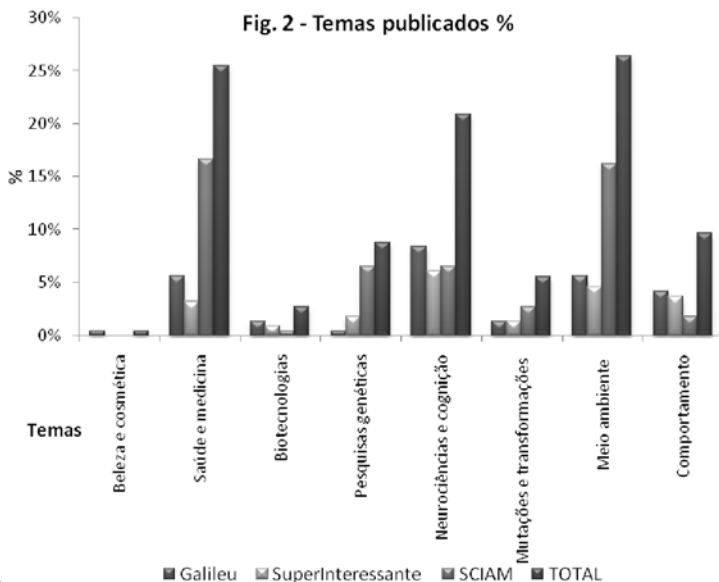 Fig. 2 - Temas publicados %
30%
25%
20%
15%
10%
5%
0%
%
Temas
Beleza e cosmética
Saúde e medicina
Biotecnologias
Pesquisas genéticas
Neurociências e cognição
Mutações e transformações
Meio ambiente
Comportamento
Galileu SuperInteressante SCIAM TOTAL